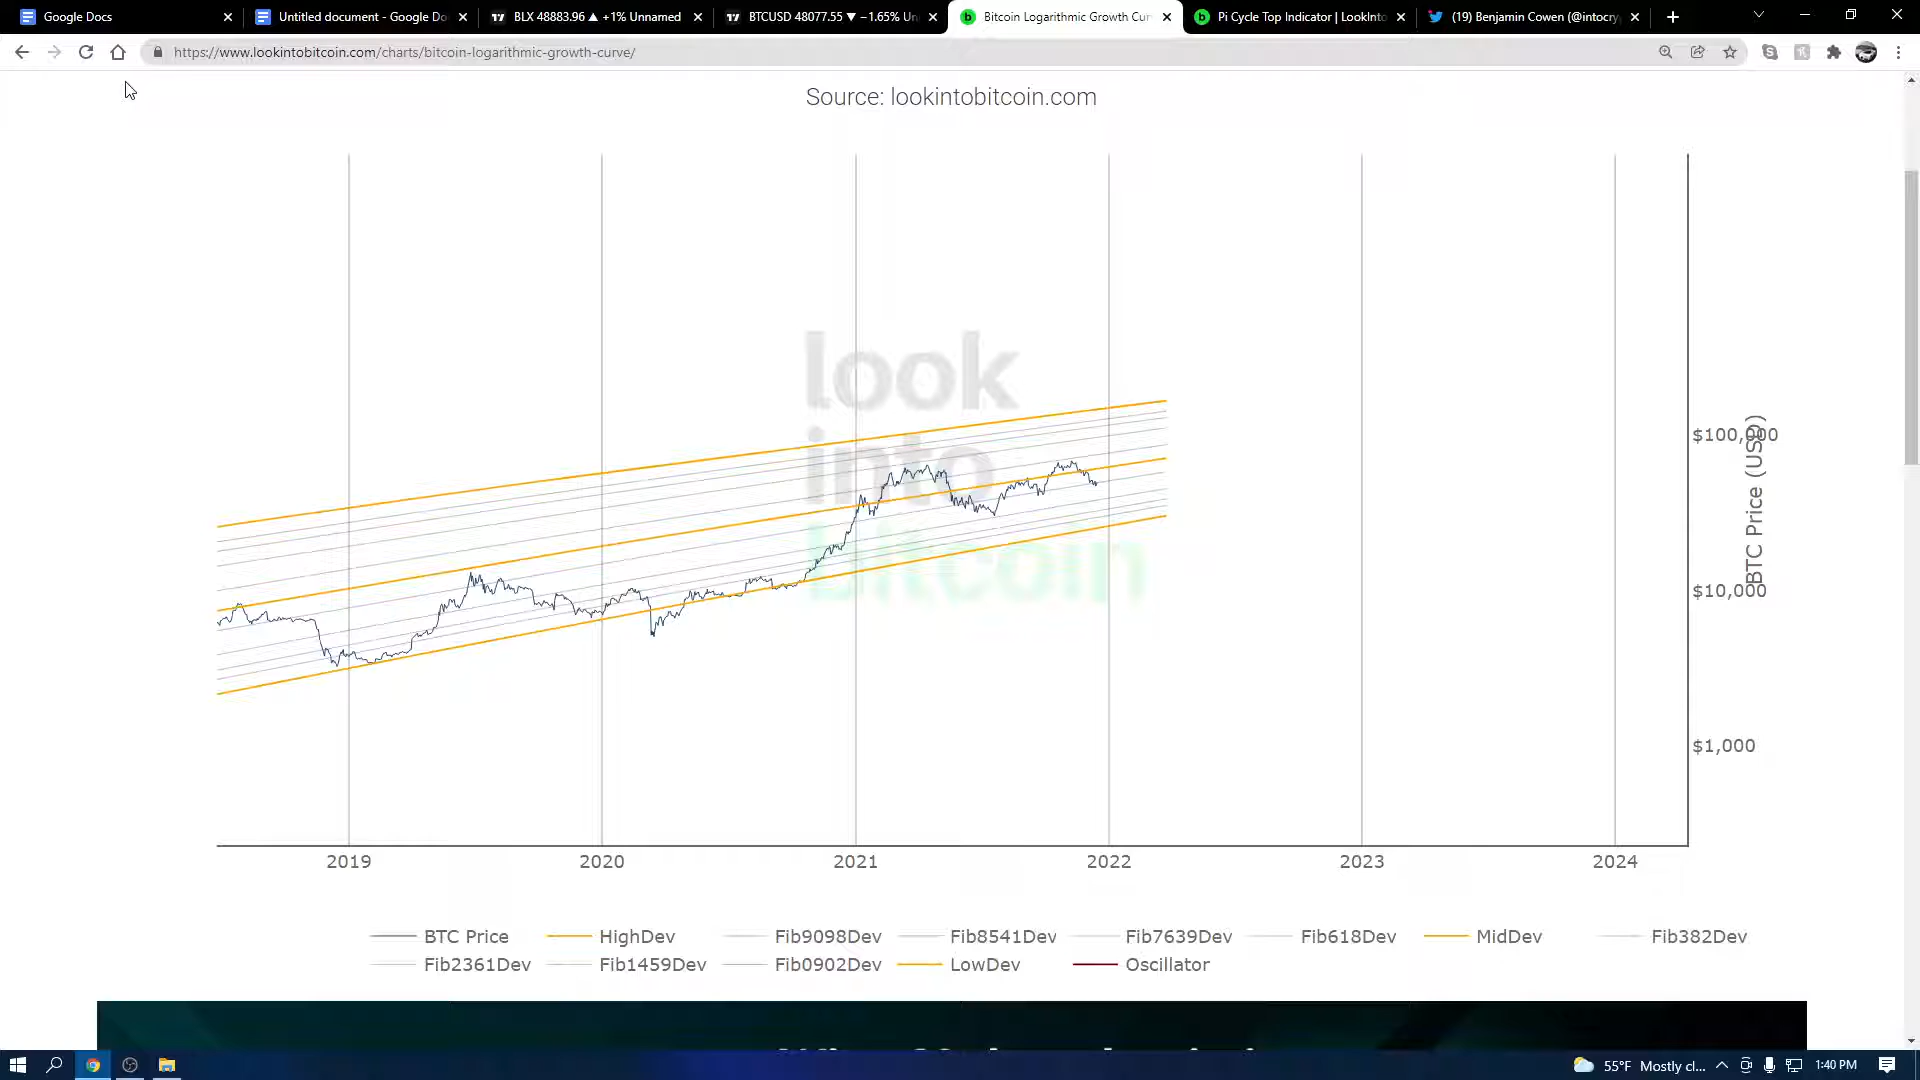 Google Docs
Untitled document - Google Do
BLX 48883.96 ▲ +1% Unnamed
BTCUSD 48077.55 ▼ −1.65% Un
Bitcoin Logarithmic Growth Cur
Pi Cycle Top Indicator | LookInto
(19) Benjamin Cowen (@intocry
https://www.lookintobitcoin.com/charts/bitcoin-logarithmic-growth-curve/
Source: lookintobitcoin.com
look
into
bitcoin
$100,000
$10,000
$1,000
BTC Price (USD)
2019 2020 2021 2022 2023 2024
BTC Price HighDev Fib9098Dev Fib8541Dev Fib7639Dev Fib618Dev MidDev Fib382Dev
Fib2361Dev Fib1459Dev Fib0902Dev LowDev Oscillator
55°F Mostly cl... 1:40 PM